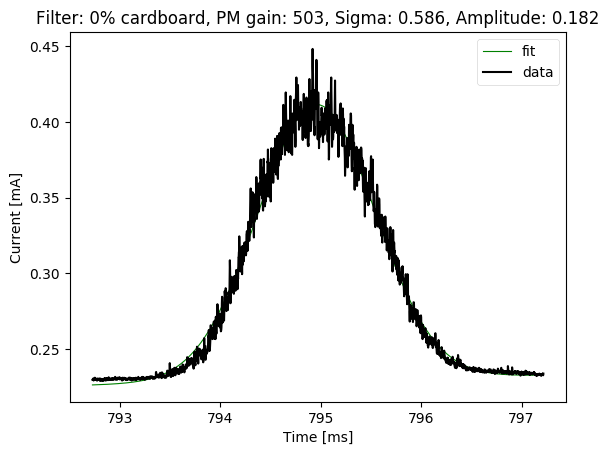 Filter: 0% cardboard, PM gain: 503, Sigma: 0.586, Amplitude: 0.182
fit
data
0.45
0.40
0.35
0.30
0.25
Current [mA]
793 794 795 796 797
Time [ms]